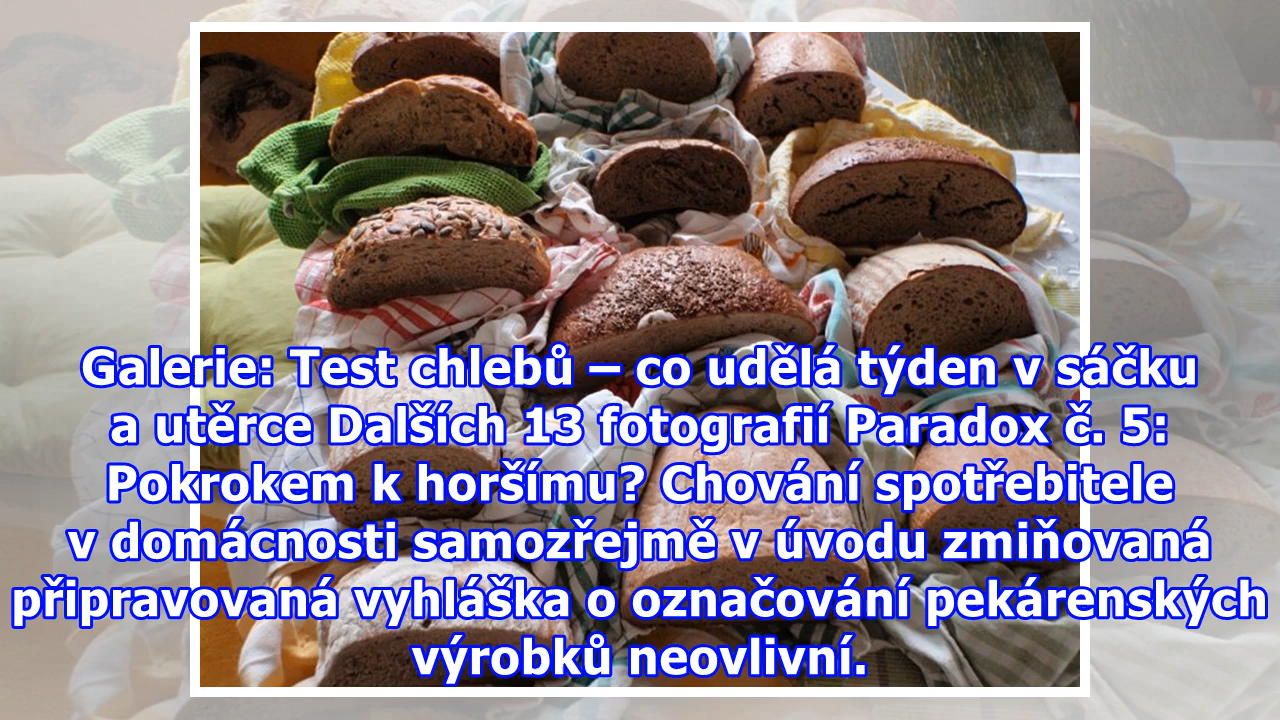 Galerie: Test chlebů – co udělá týden v sáčku
a utěrce Dalších 13 fotografií Paradox č. 5:
Pokrokem k horšímu? Chování spotřebitele
v domácnosti samozřejmě v úvodu zmiňovaná
připravovaná vyhláška o označování pekárenských
výrobků neovlivní.